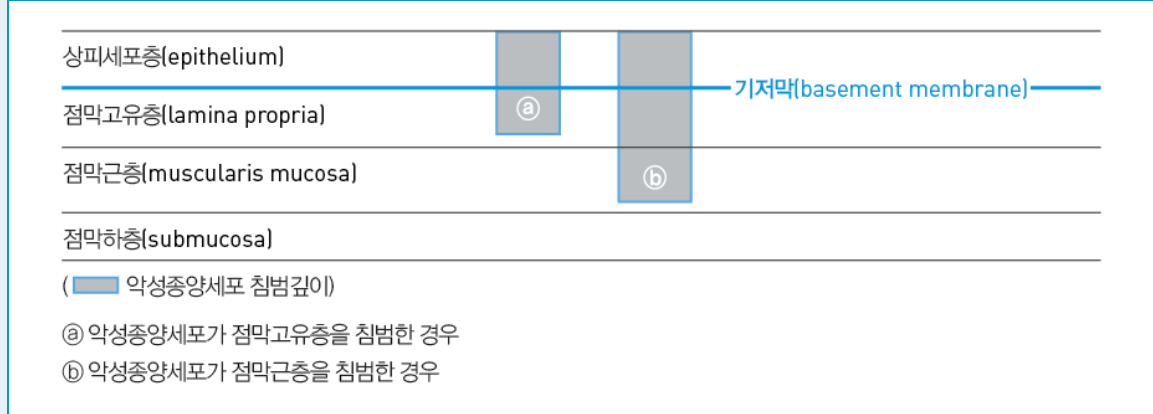 상피세포층(epithelium)
기저막(basement membrane)
점막고유층(lamina propria)
ⓐ
점막근층(muscularis mucosa)
ⓑ
점막하층(submucosa)
( 악성종양세포 침범깊이)
ⓐ 악성종양세포가 점막고유층을 침범한 경우
ⓑ 악성종양세포가 점막근층을 침범한 경우